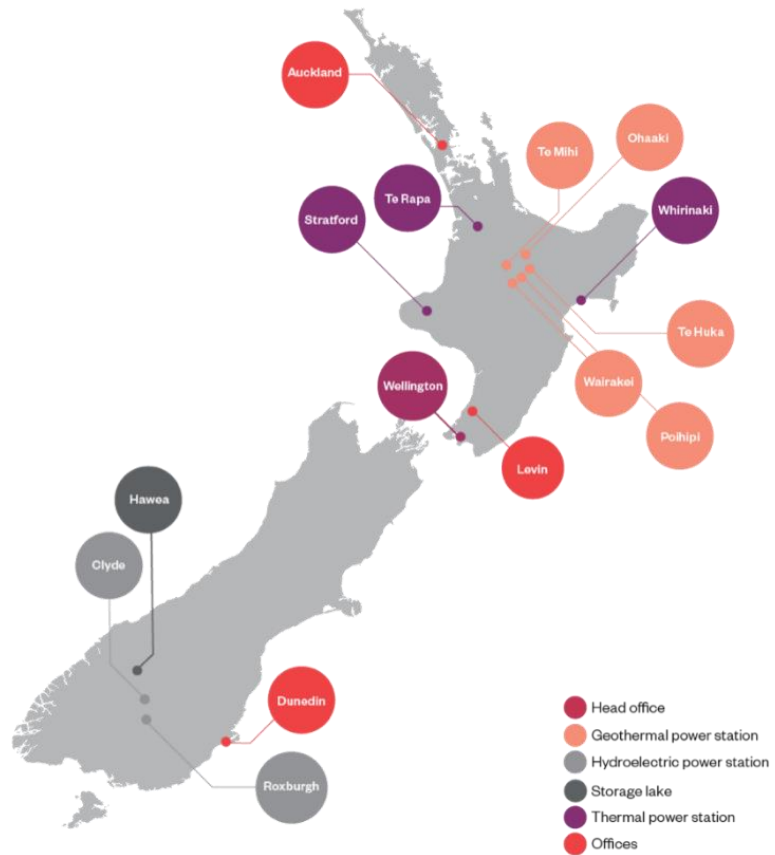 Auckland
Te Mihi
Ohaaki
Te Rapa
Stratford
Whirinaki
Te Huka
Wairakei
Wellington
Poihipi
Levin
Hawea
Clyde
Dunedin
Roxburgh
Head office
Geothermal power station
Hydroelectric power station
Storage lake
Thermal power station
Offices